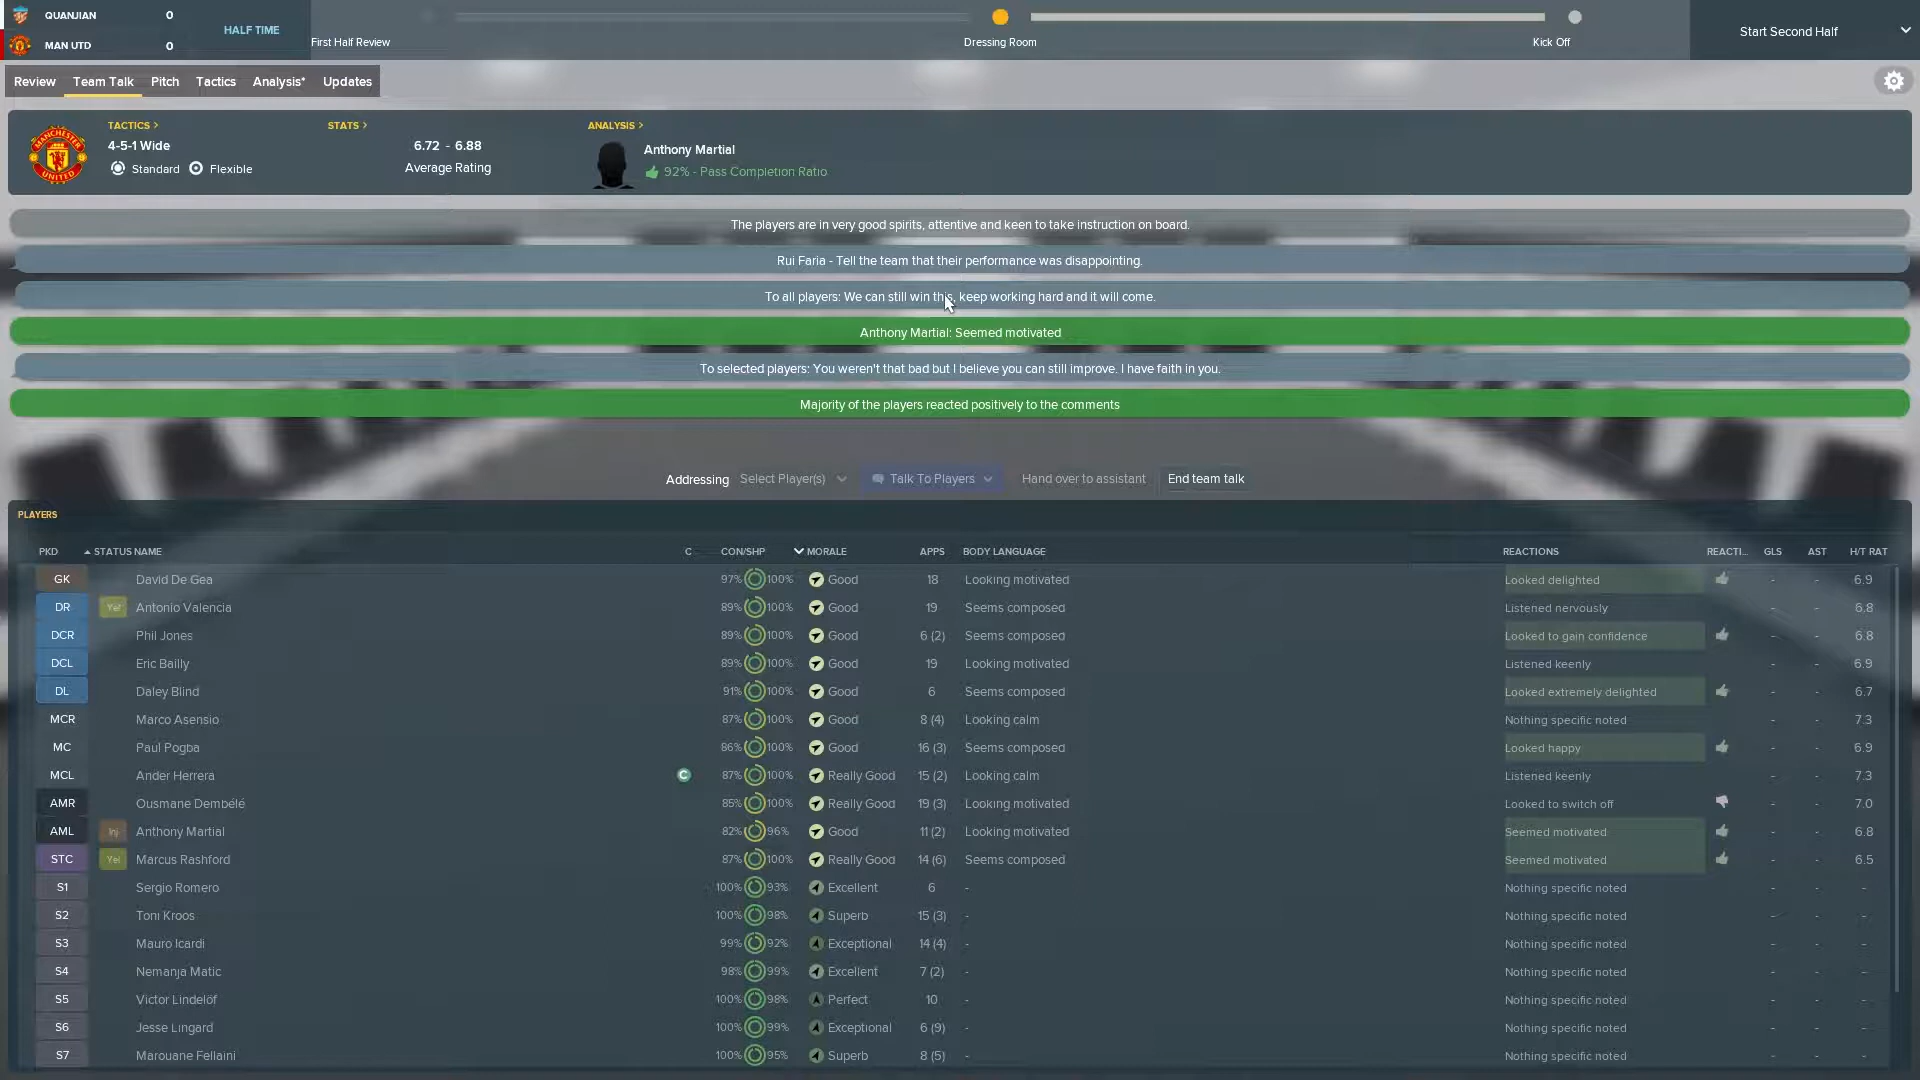 QUANJIAN 0
MAN UTD 0
HALF TIME
First Half Review
Dressing Room
Kick Off
Start Second Half
Review Team Talk Pitch Tactics Analysis* Updates
MANCHESTER UNITED
TACTICS >
4-5-1 Wide
Standard Flexible
STATS >
6.72 - 6.88
Average Rating
ANALYSIS >
Anthony Martial
92% - Pass Completion Ratio
The players are in very good spirits, attentive and keen to take instruction on board.
Rui Faria - Tell the team that their performance was disappointing.
To all players: We can still win this, keep working hard and it will come.
Anthony Martial: Seemed motivated
To selected players: You weren't that bad but I believe you can still improve. I have faith in you.
Majority of the players reacted positively to the comments
Addressing Select Player(s) Talk To Players Hand over to assistant End team talk
PLAYERS
PKD STATUS NAME C CON/SHP MORALE APPS BODY LANGUAGE REACTIONS REACTI... GLS AST H/T RAT
GK David De Gea 97% 100% Good 18 Looking motivated Looked delighted - - 6.9
DR Yel Antonio Valencia 89% 100% Good 19 Seems composed Listened nervously - - 6.8
DCR Phil Jones 89% 100% Good 6 (2) Seems composed Looked to gain confidence - - 6.8
DCL Eric Bailly 89% 100% Good 19 Looking motivated Listened keenly - - 6.9
DL Daley Blind 91% 100% Good 6 Seems composed Looked extremely delighted - - 6.7
MCR Marco Asensio 87% 100% Good 8 (4) Looking calm Nothing specific noted - - 7.3
MC Paul Pogba 86% 100% Good 16 (3) Seems composed Looked happy - - 6.9
MCL Ander Herrera C 87% 100% Really Good 15 (2) Looking calm Listened keenly - - 7.3
AMR Ousmane Dembélé 85% 100% Really Good 19 (3) Looking motivated Looked to switch off - - 7.0
AML Inj Anthony Martial 82% 96% Good 11 (2) Looking motivated Seemed motivated - - 6.8
STC Yel Marcus Rashford 87% 100% Really Good 14 (6) Seems composed Seemed motivated - - 6.5
S1 Sergio Romero 100% 93% Excellent 6 - Nothing specific noted - - -
S2 Toni Kroos 100% 98% Superb 15 (3) - Nothing specific noted - - -
S3 Mauro Icardi 99% 92% Exceptional 14 (4) - Nothing specific noted - - -
S4 Nemanja Matic 98% 99% Excellent 7 (2) - Nothing specific noted - - -
S5 Victor Lindelöf 100% 98% Perfect 10 - Nothing specific noted - - -
S6 Jesse Lingard 100% 99% Exceptional 6 (9) - Nothing specific noted - - -
S7 Marouane Fellaini 100% 95% Superb 8 (5) - Nothing specific noted - - -